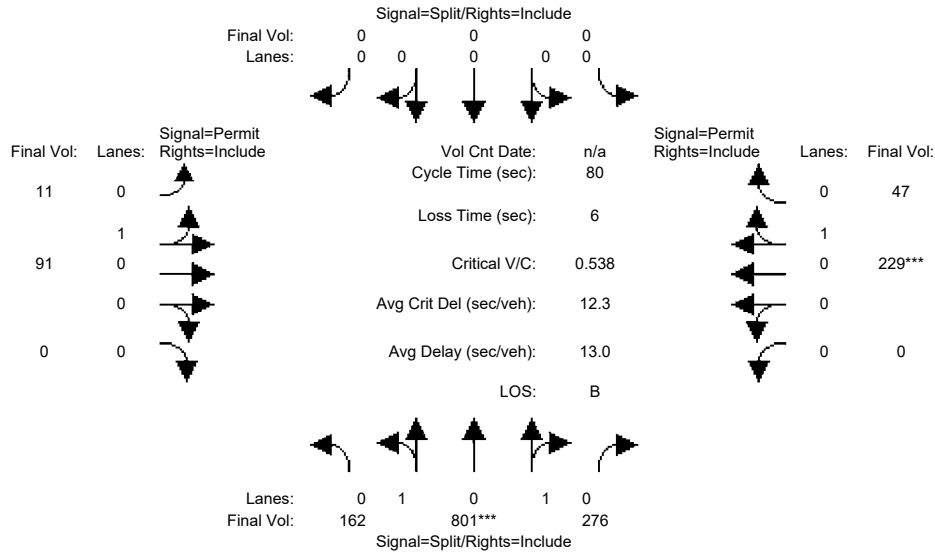 Signal=Split/Rights=Include
Final Vol: 0 0 0
Lanes: 0 0 0 0 0
Signal=Permit Signal=Permit
Final Vol: Lanes: Rights=Include Vol Cnt Date: n/a Rights=Include Lanes: Final Vol:
Cycle Time (sec): 80
11 0 0 47
Loss Time (sec): 6
1 1
91 0 Critical V/C: 0.538 0 229***
0 Avg Crit Del (sec/veh): 12.3 0
0 0 Avg Delay (sec/veh): 13.0 0 0
LOS: B
Lanes: 0 1 0 1 0
Final Vol: 162 801*** 276
Signal=Split/Rights=Include